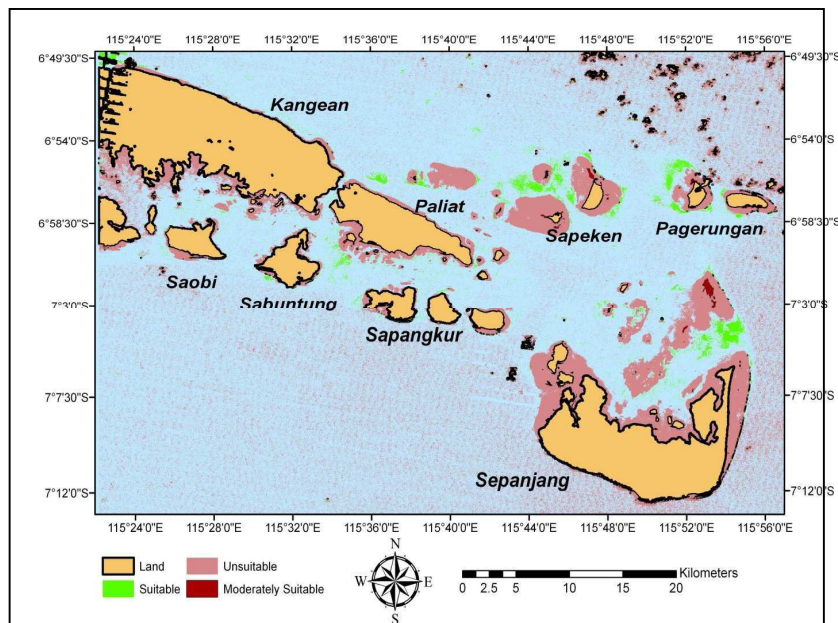 115°24'0"E 115°28'0"E 115°32'0"E 115°36'0"E 115°40'0"E 115°44'0"E 115°48'0"E 115°52'0"E 115°56'0"E
6°49'30"S 6°49'30"S
Kangean
6°54'0"S 6°54'0"S
Paliat
6°58'30"S Sapeken Pagerungan 6°58'30"S
Saobi
Sabuntung
7°3'0"S 7°3'0"S
Sapangkur
7°7'30"S 7°7'30"S
Sepanjang
7°12'0"S 7°12'0"S
115°24'0"E 115°28'0"E 115°32'0"E 115°36'0"E 115°40'0"E 115°44'0"E 115°48'0"E 115°52'0"E 115°56'0"E
Land Unsuitable
Suitable Moderately Suitable
N
W E
S
Kilometers
0 2.5 5 10 15 20